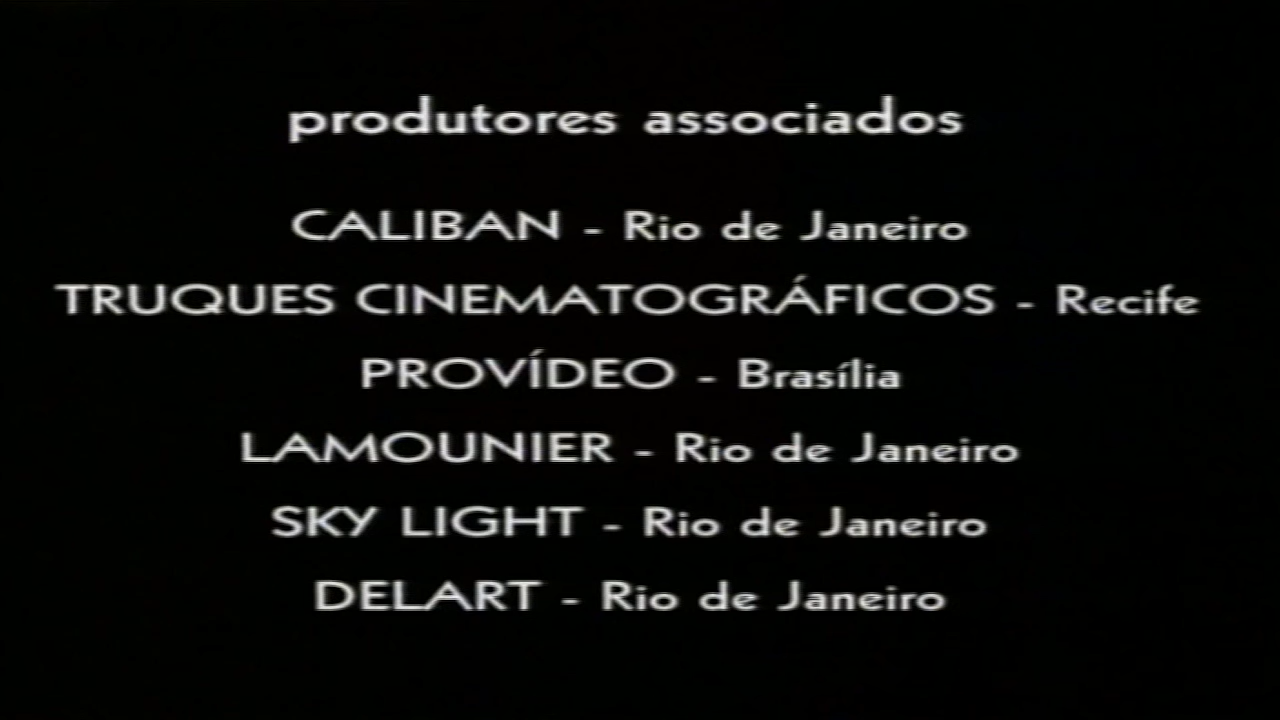 produtores associados
CALIBAN - Rio de Janeiro
TRUQUES CINEMATOGRÁFICOS - Recife
PROVÍDEO - Brasília
LAMOUNIER - Rio de Janeiro
SKY LIGHT - Rio de Janeiro
DELART - Rio de Janeiro